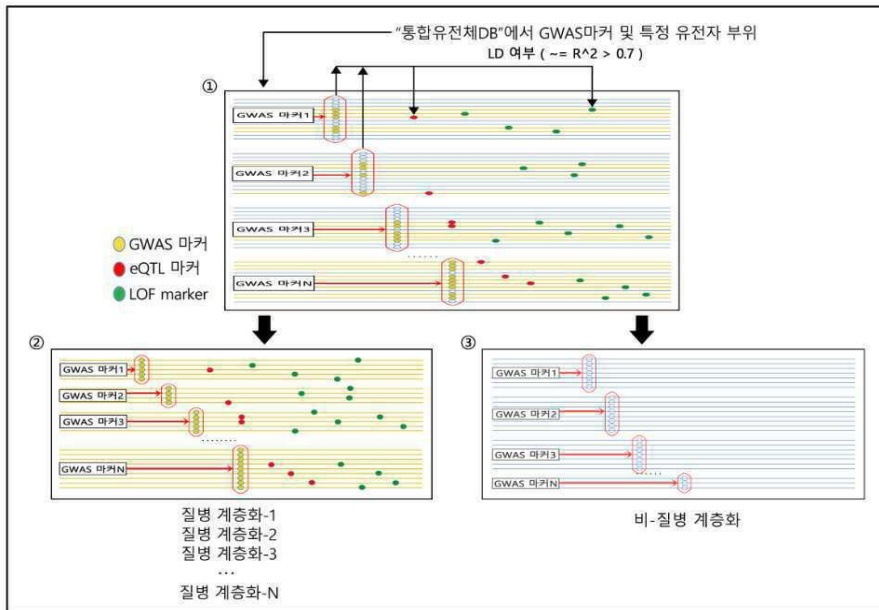 “통합유전체DB”에서 GWAS마커 및 특정 유전자 부위
LD 여부 ( ~= R^2 > 0.7 )
①
GWAS 마커1
GWAS 마커2
GWAS 마커3
......
GWAS 마커N
GWAS 마커
eQTL 마커
LOF marker
②
GWAS 마커1
GWAS 마커2
GWAS 마커3
........
GWAS 마커N
질병 계층화-1
질병 계층화-2
질병 계층화-3
...
질병 계층화-N
③
GWAS 마커1
GWAS 마커2
GWAS 마커3
......
GWAS 마커N
비-질병 계층화